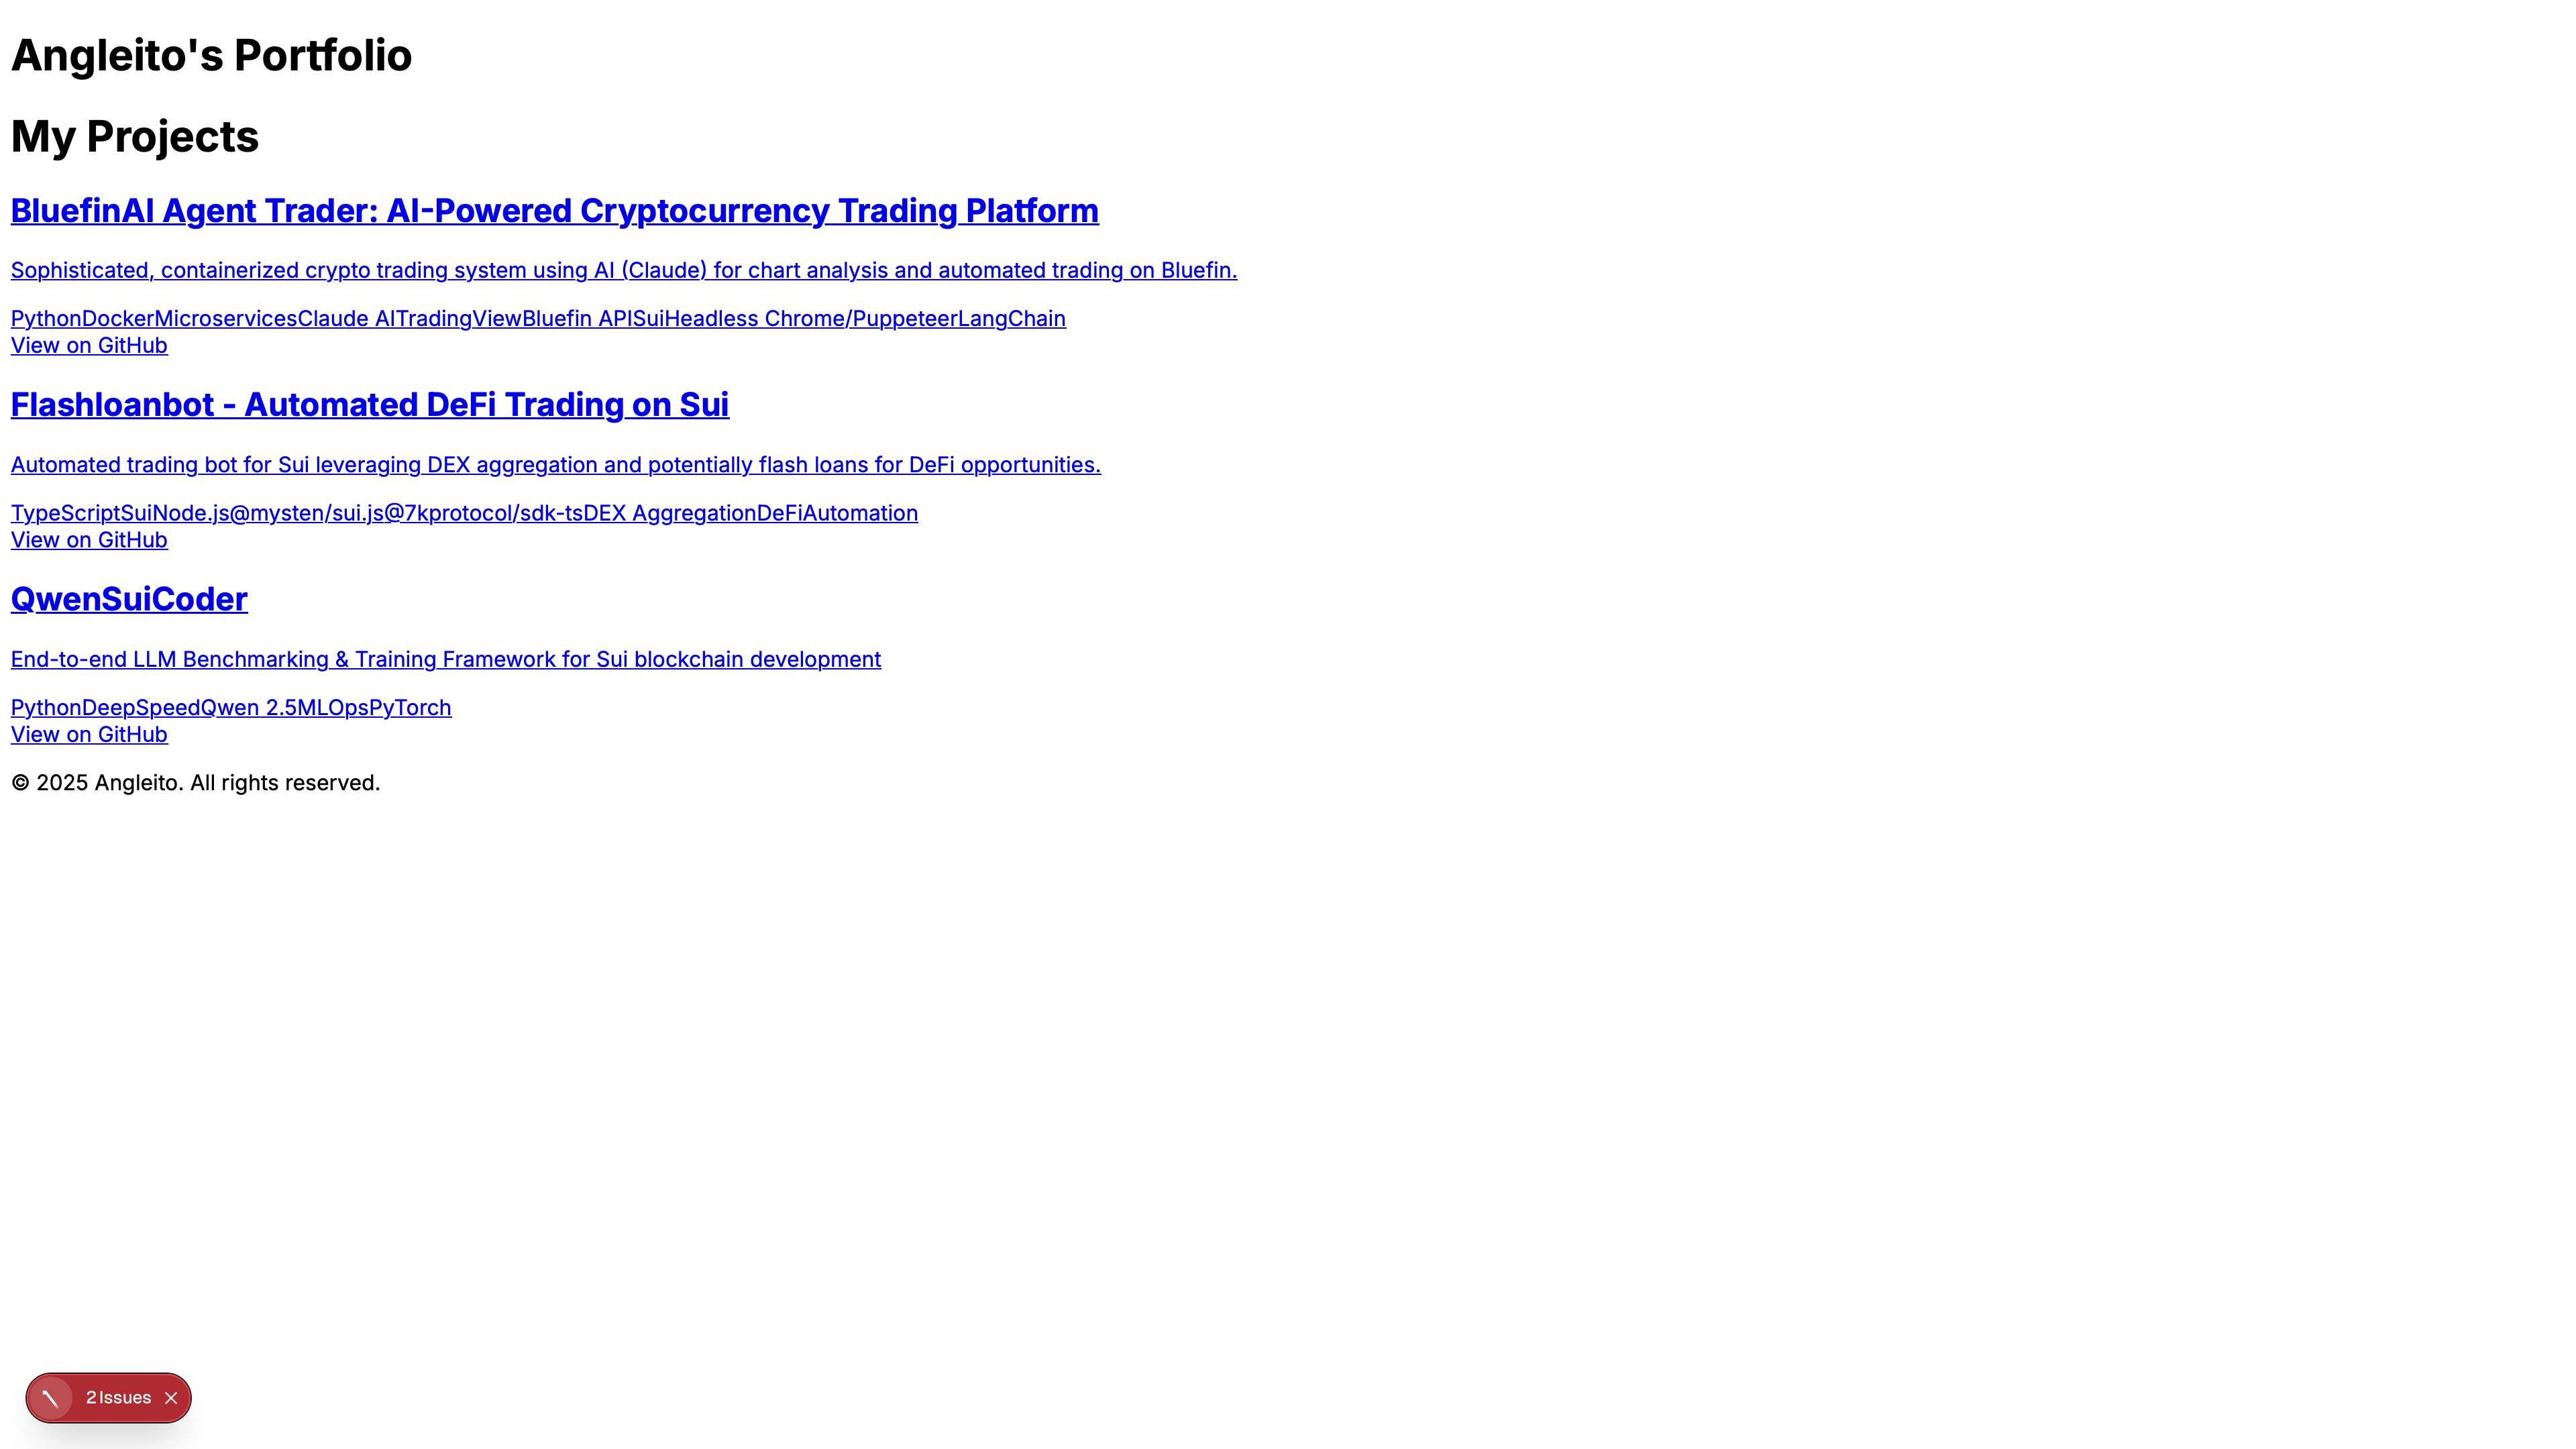 Angleito's Portfolio
My Projects
BluefinAI Agent Trader: AI-Powered Cryptocurrency Trading Platform
Sophisticated, containerized crypto trading system using AI (Claude) for chart analysis and automated trading on Bluefin.
PythonDockerMicroservicesClaude AITradingViewBluefin APISuiHeadless Chrome/PuppeteerLangChain
View on GitHub
Flashloanbot - Automated DeFi Trading on Sui
Automated trading bot for Sui leveraging DEX aggregation and potentially flash loans for DeFi opportunities.
TypeScriptSuiNode.js@mysten/sui.js@7kprotocol/sdk-tsDEX AggregationDeFiAutomation
View on GitHub
QwenSuiCoder
End-to-end LLM Benchmarking & Training Framework for Sui blockchain development
PythonDeepSpeedQwen 2.5MLOpsPyTorch
View on GitHub
© 2025 Angleito. All rights reserved.
2 Issues